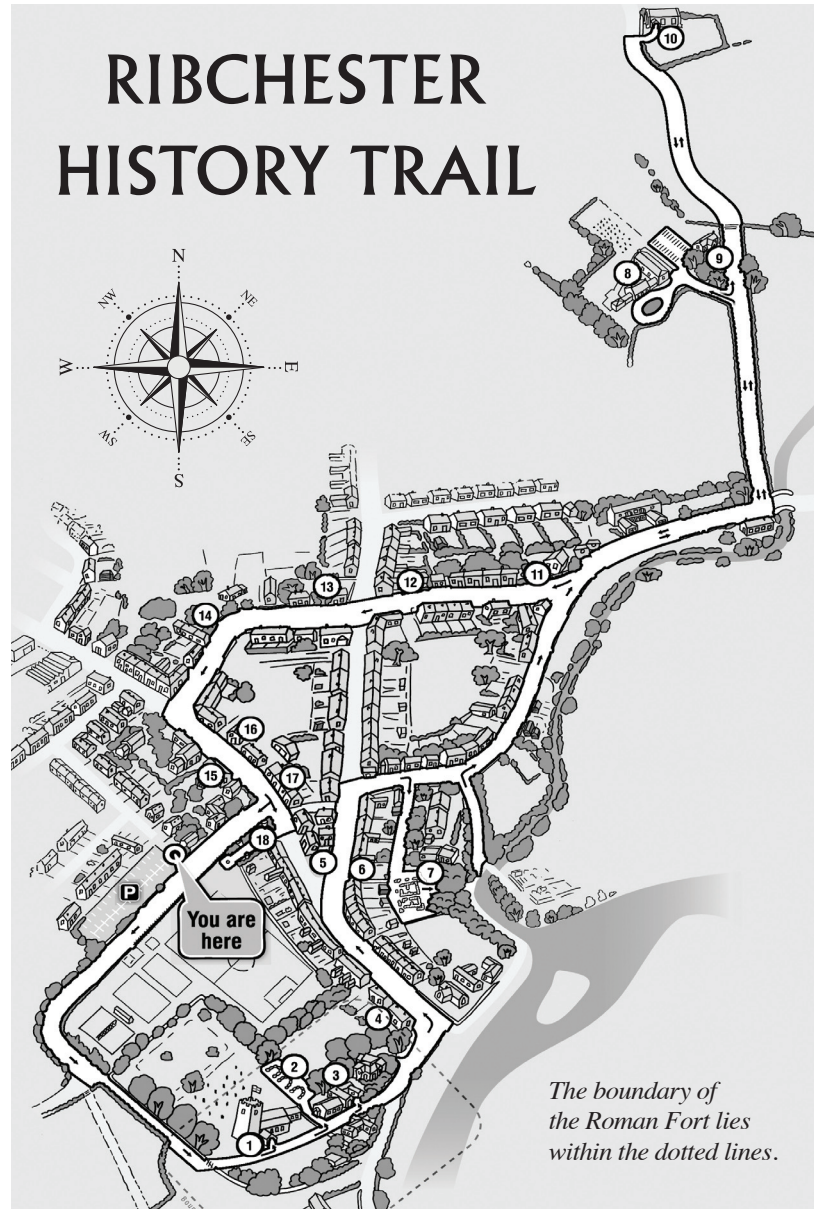 RIBCHESTER
HISTORY TRAIL
N
NW
NE
W
E
SW
SE
S
10
9
8
11
12
13
14
16
15
17
18
5
6
7
P
You are
here
4
2
3
1
The boundary of
the Roman Fort lies
within the dotted lines.